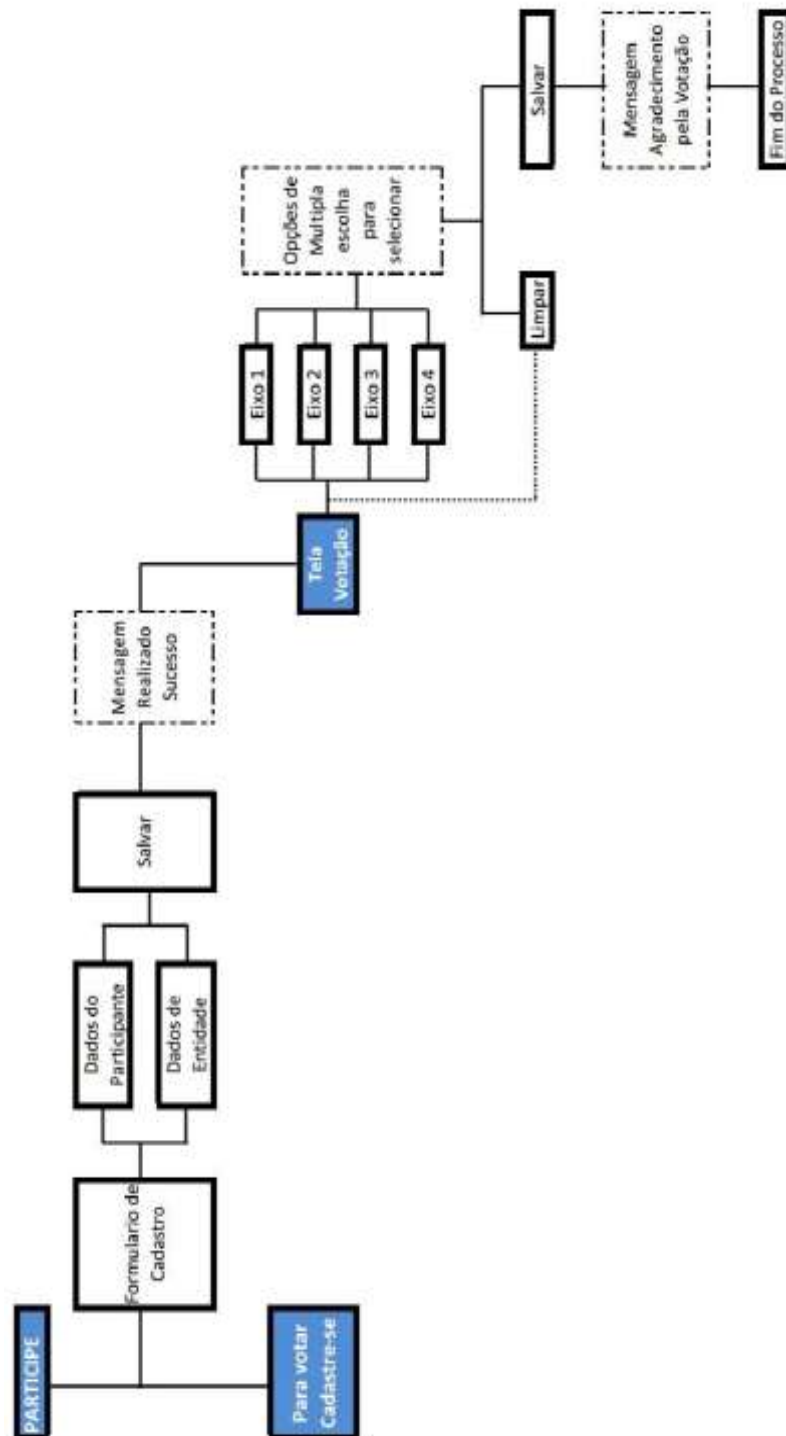 PARTICIPE
Para votar
Cadastre-se
Formulario de
Cadastro
Dados do
Participante
Dados de
Entidade
Salvar
Mensagem
Realizado
Sucesso
Tela
Votação
Eixo 1
Eixo 2
Eixo 3
Eixo 4
Opções de
Multipla
escolha
para
selecionar
Limpar
Salvar
Mensagem
Agradecimento
pela Votação
Fim do Processo